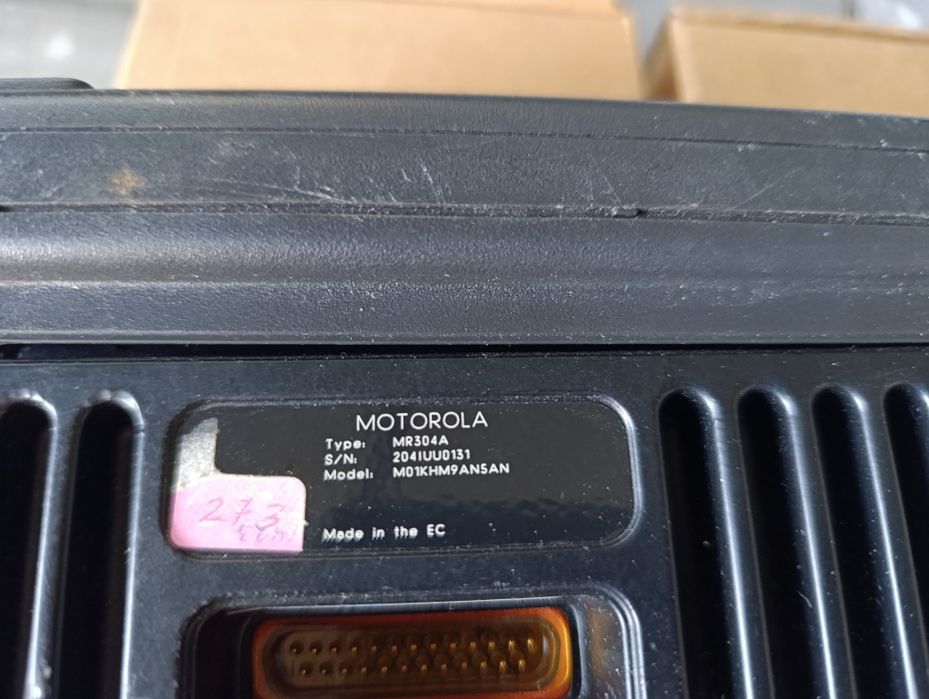 MOTOROLA
Type: MR304A
S/N: 204IUU0131
Model: M01KHM9AN5AN
273
Made in the EC